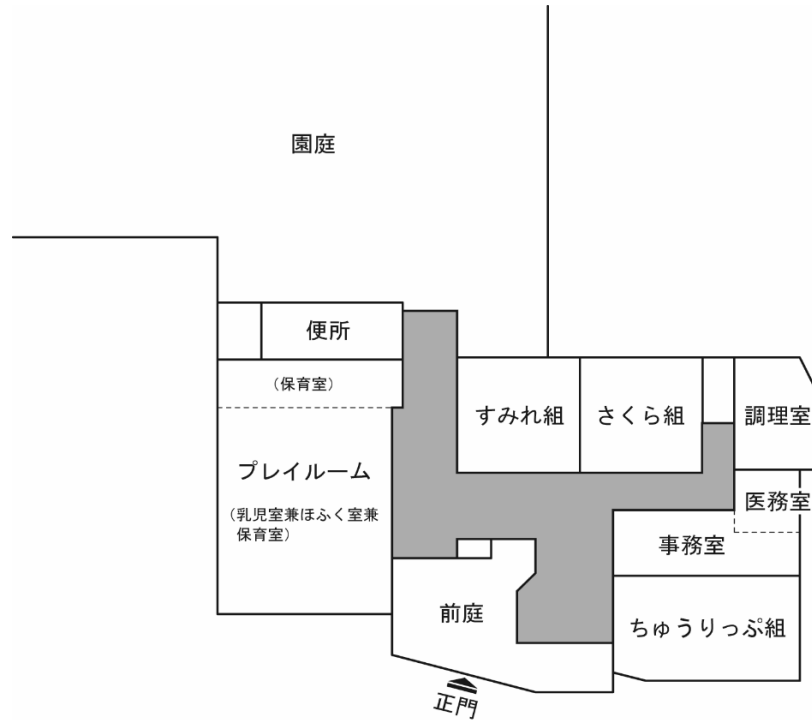 園庭
便所
（保育室）
すみれ組
さくら組
調理室
プレイルーム
（乳児室兼ほふく室兼
保育室）
医務室
事務室
前庭
ちゅうりっぷ組
正門